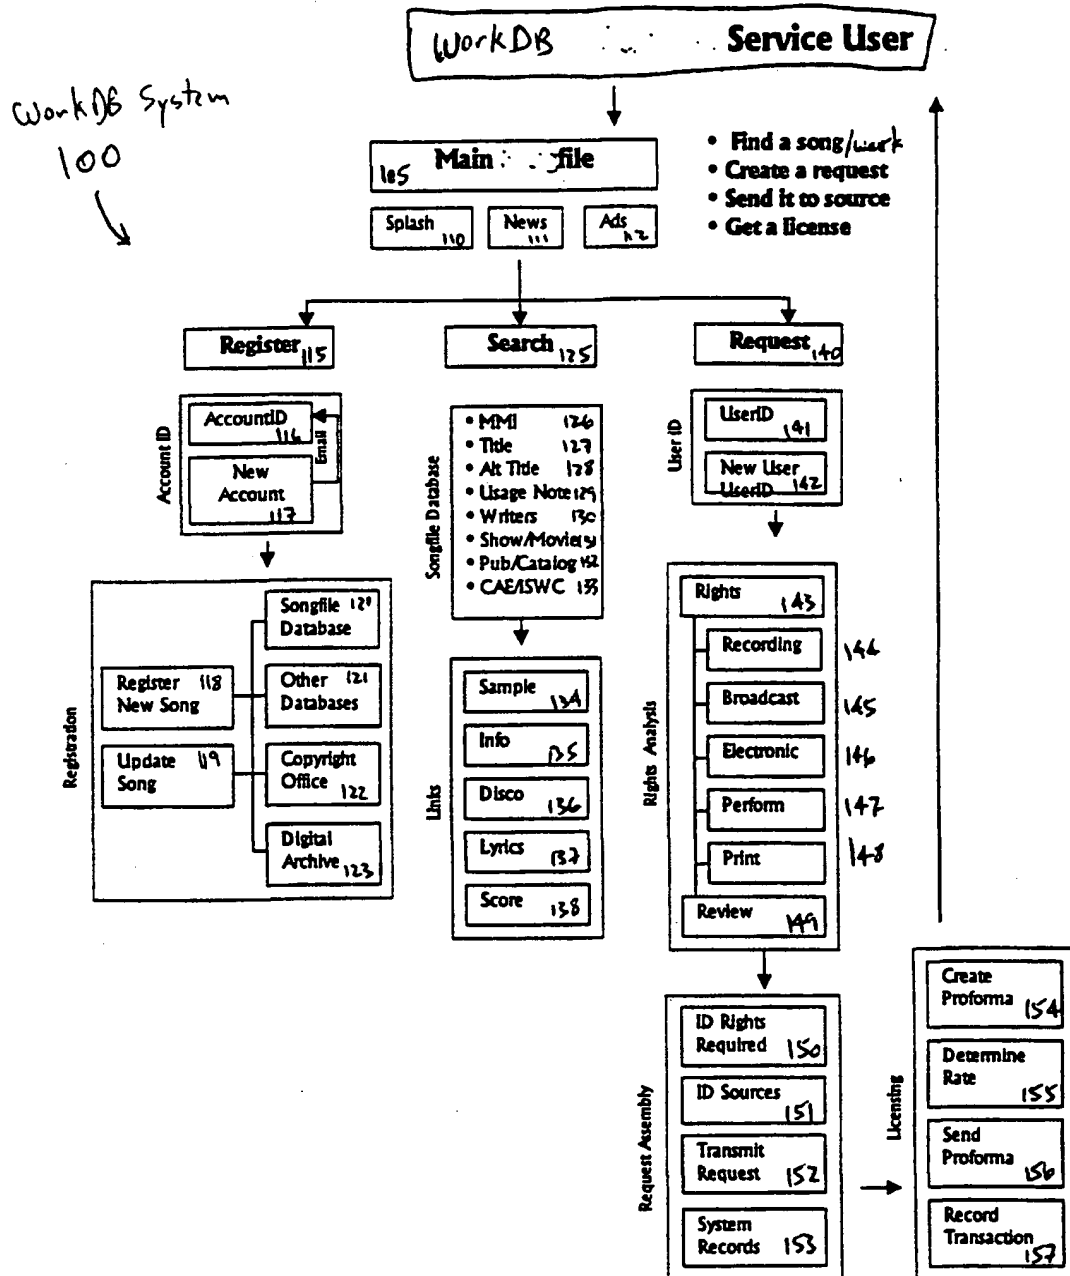 WorkDB Service User
WorkDB System
100
105 Main file
• Find a song/work
• Create a request
• Send it to source
• Get a license
Splash 110
News 111
Ads 112
Register 115
Search 125
Request 140
Account ID
AccountID 116
Email
New Account 117
Songfile Database
• MMI 126
• Title 127
• Alt Title 128
• Usage Note 129
• Writers 130
• Show/Movie 131
• Pub/Catalog 132
• CAE/ISWC 133
User ID
UserID 141
New User
UserID 142
Registration
Register 118
New Song
Update 119
Song
Songfile 120
Database
Other 121
Databases
Copyright
Office 122
Digital
Archive 123
Links
Sample 134
Info 135
Disco 136
Lyrics 137
Score 138
Rights Analysis
Rights 143
Recording 144
Broadcast 145
Electronic 146
Perform 147
Print 148
Review 149
Request Assembly
ID Rights
Required 150
ID Sources 151
Transmit
Request 152
System
Records 153
Licensing
Create
Proforma 154
Determine
Rate 155
Send
Proforma 156
Record
Transaction 157